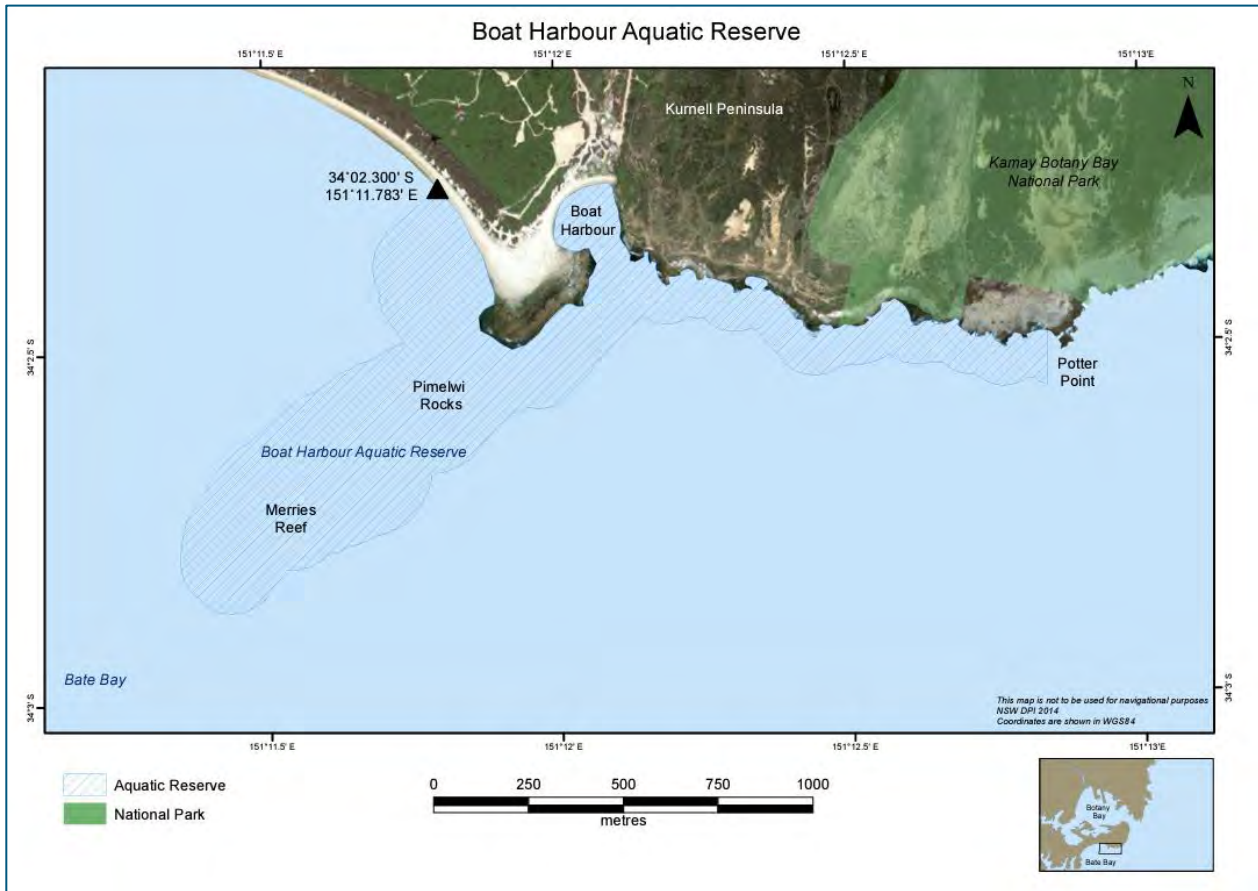 Boat Harbour Aquatic Reserve
151°11.5' E
151°12' E
151°12.5' E
151°13'E
N
Kurnell Peninsula
Kamay Botany Bay
National Park
34°02.300' S
151°11.783' E
Boat
Harbour
34°2.5' S
34°2.5' S
Potter
Point
Pimelwi
Rocks
Boat Harbour Aquatic Reserve
Merries
Reef
Bate Bay
34°3' S
34°3' S
This map is not to be used for navigational purposes
NSW DPI 2014
Coordinates are shown in WGS84
151°11.5' E
151°12' E
151°12.5' E
151°13' E
Aquatic Reserve
National Park
0 250 500 750 1000
metres
Botany
Bay
Bate Bay